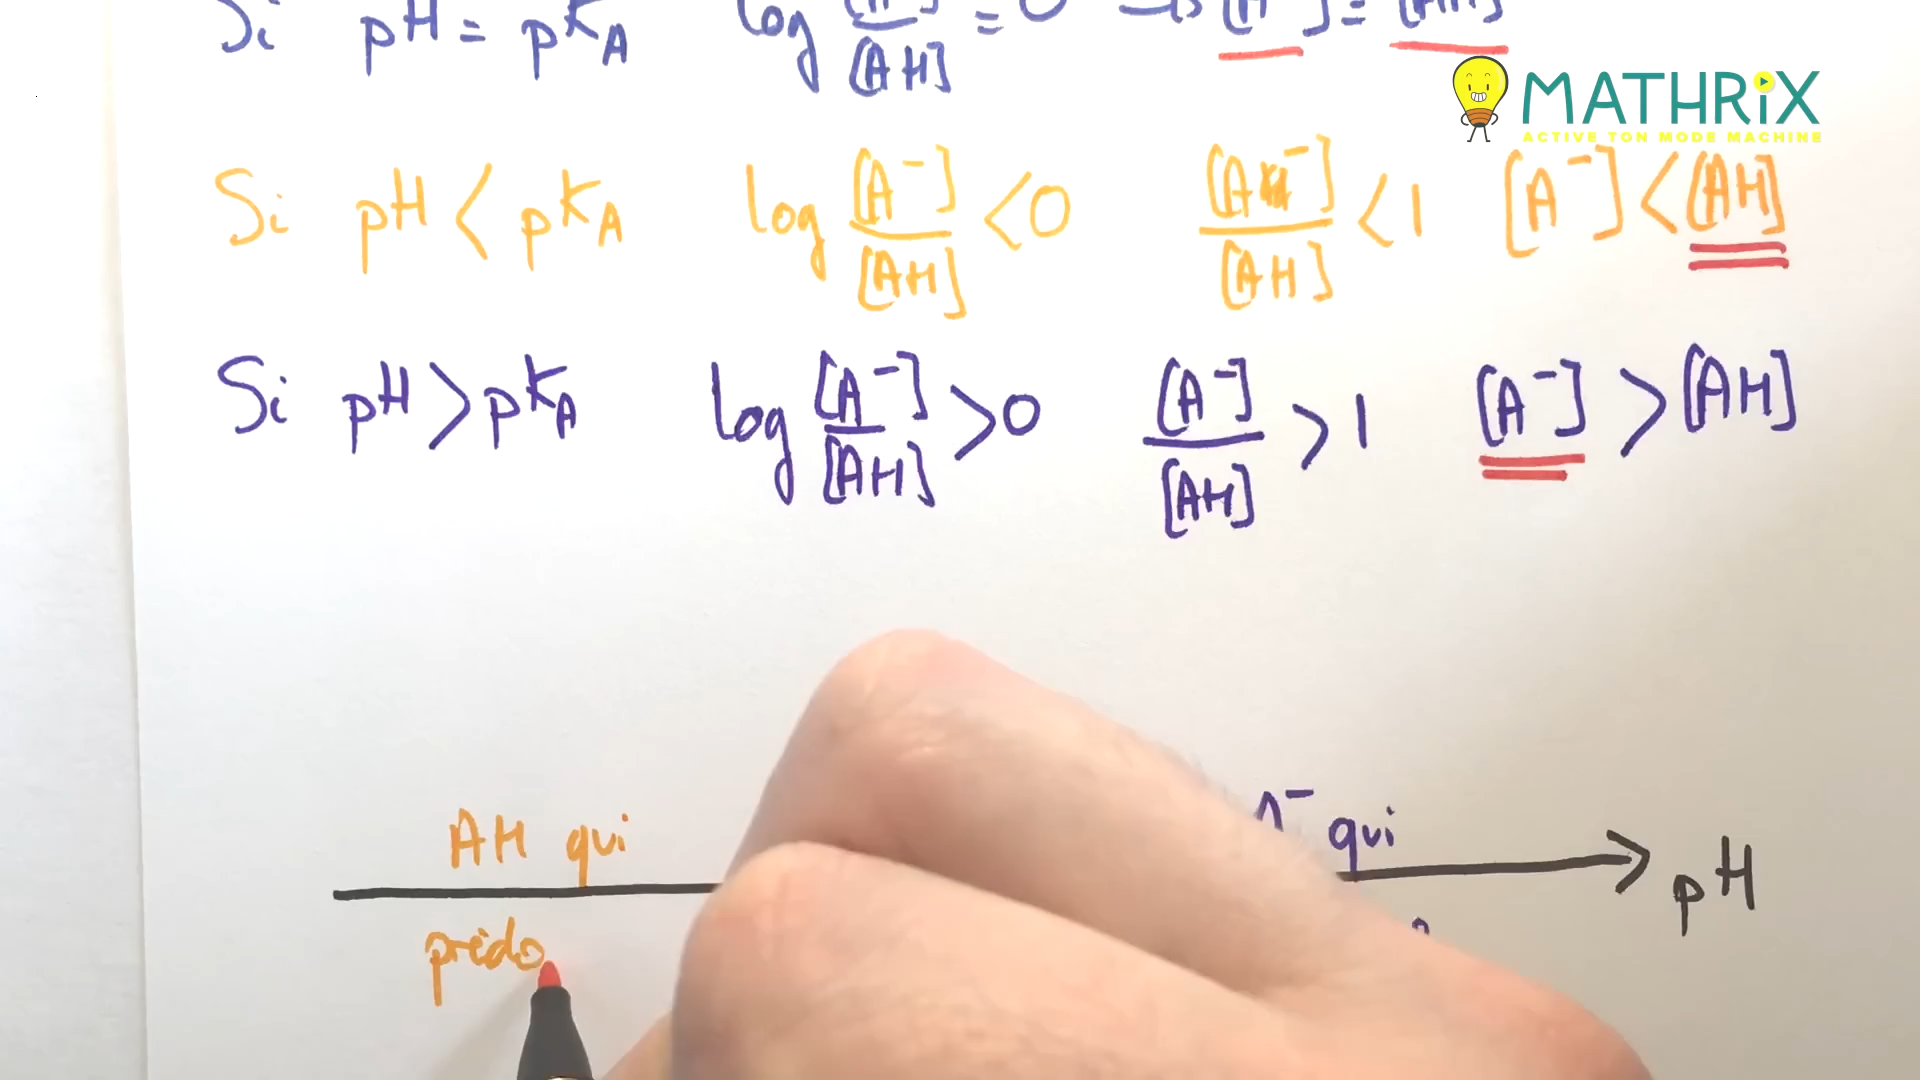 Si pH = pKA log [A-]/[AH] = 0 → [A-] = [AH]
MATHRiX
ACTIVE TON MODE MACHINE
Si pH < pKA log [A-]/[AH] < 0 [A-]/[AH] < 1 [A-] < [AH]
Si pH > pKA log [A-]/[AH] > 0 [A-]/[AH] > 1 [A-] > [AH]
AH qui A- qui
pH
prédo